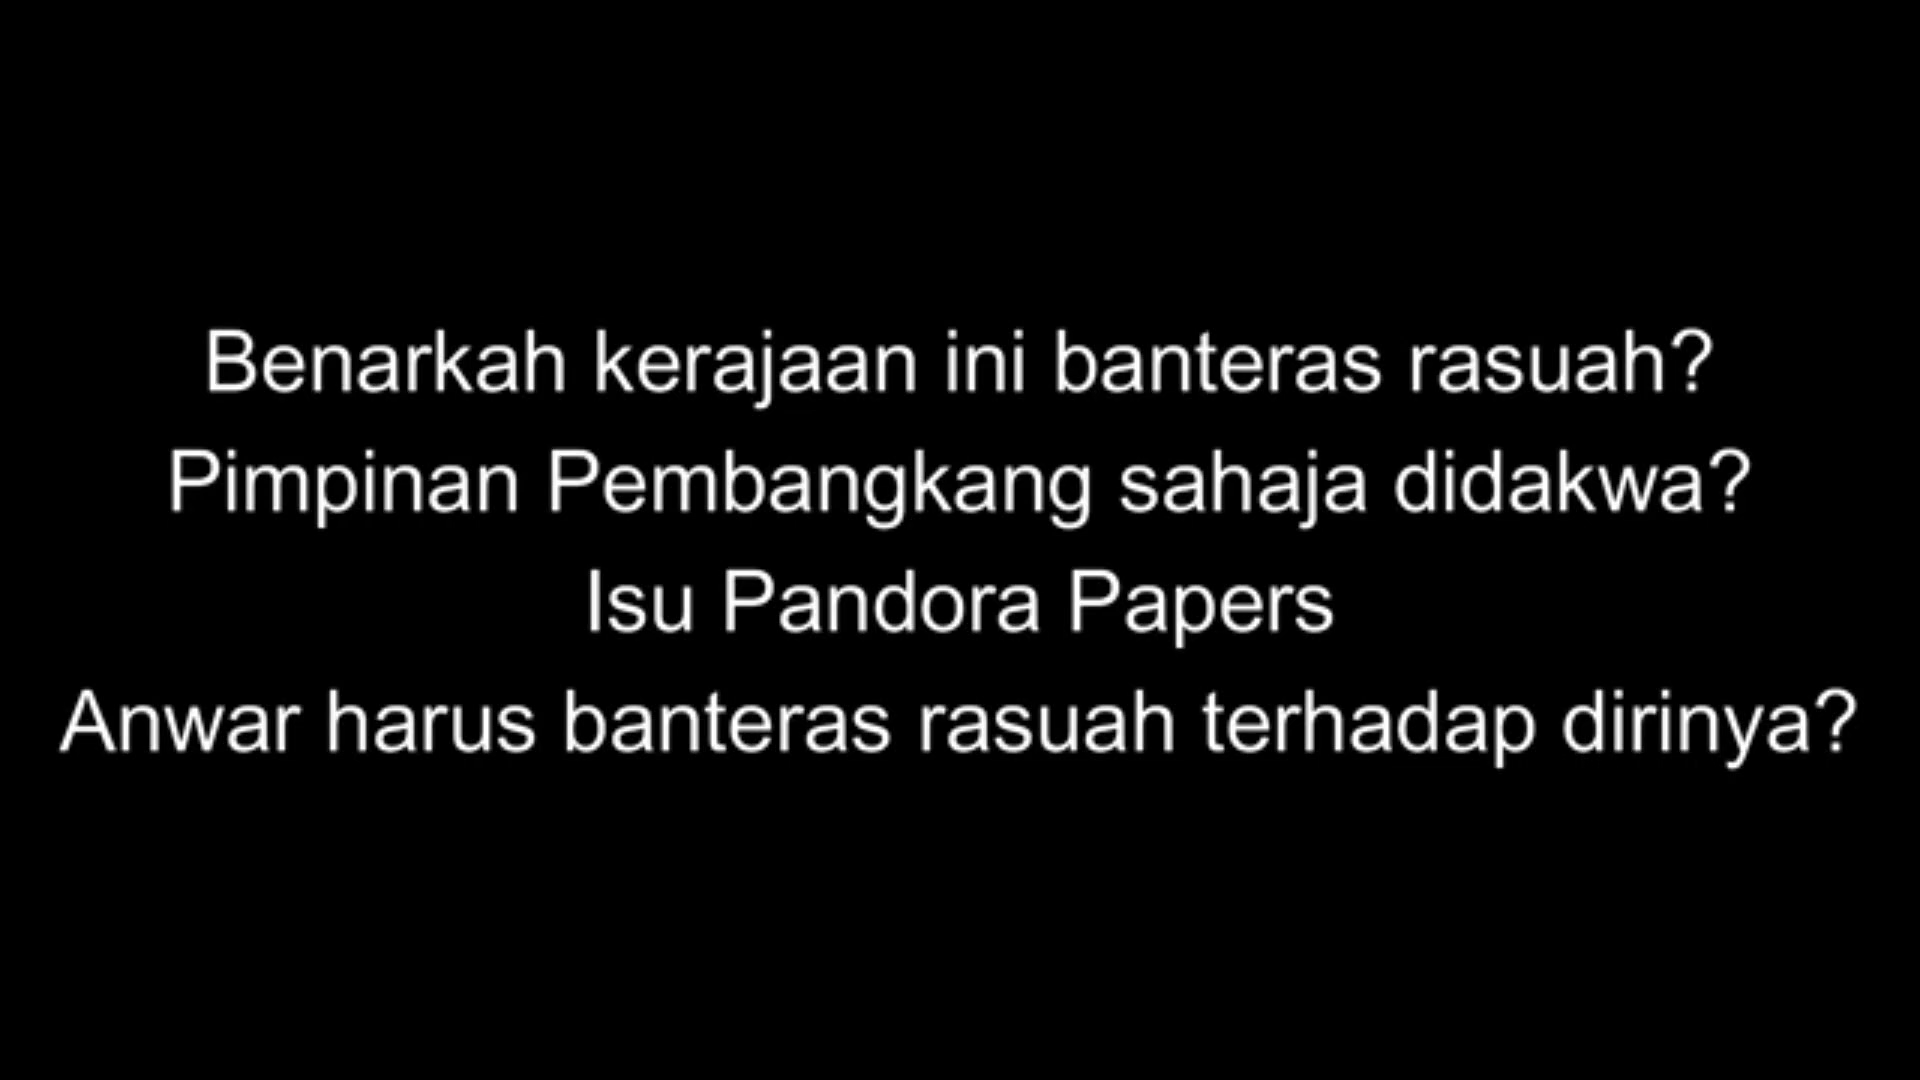 Benarkah kerajaan ini banteras rasuah?
Pimpinan Pembangkang sahaja didakwa?
Isu Pandora Papers
Anwar harus banteras rasuah terhadap dirinya?